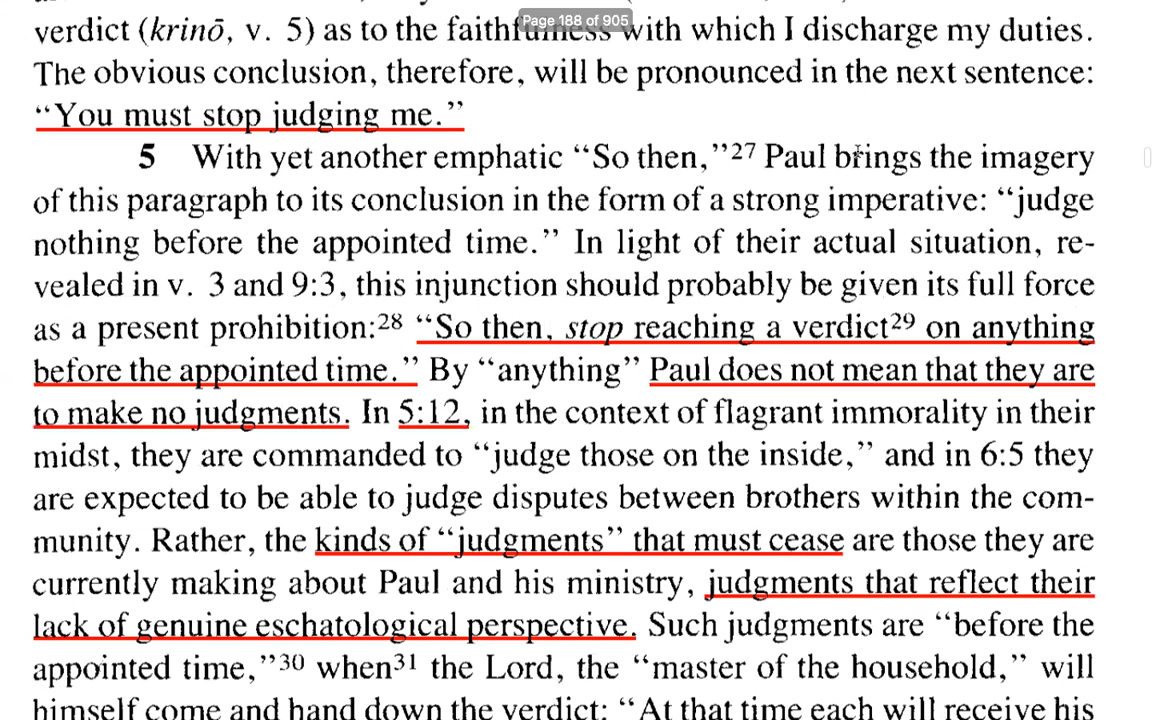 Page 188 of 905
verdict (krinō, v. 5) as to the faithfulness with which I discharge my duties.
The obvious conclusion, therefore, will be pronounced in the next sentence:
“You must stop judging me.”
5 With yet another emphatic “So then,”27 Paul brings the imagery
of this paragraph to its conclusion in the form of a strong imperative: “judge
nothing before the appointed time.” In light of their actual situation, re-
vealed in v. 3 and 9:3, this injunction should probably be given its full force
as a present prohibition:28 “So then, stop reaching a verdict29 on anything
before the appointed time.” By “anything” Paul does not mean that they are
to make no judgments. In 5:12, in the context of flagrant immorality in their
midst, they are commanded to “judge those on the inside,” and in 6:5 they
are expected to be able to judge disputes between brothers within the com-
munity. Rather, the kinds of “judgments” that must cease are those they are
currently making about Paul and his ministry, judgments that reflect their
lack of genuine eschatological perspective. Such judgments are “before the
appointed time,”30 when31 the Lord, the “master of the household,” will
himself come and hand down the verdict: “At that time each will receive his